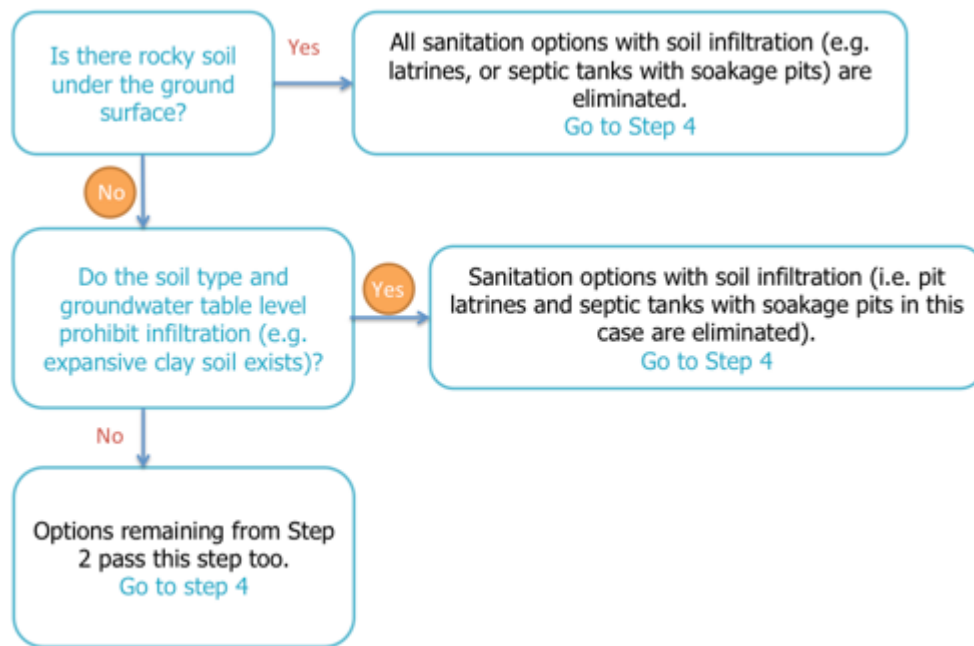 Is there rocky soil
under the ground
surface?
Yes
All sanitation options with soil infiltration (e.g.
latrines, or septic tanks with soakage pits) are
eliminated.
Go to Step 4
No
Do the soil type and
groundwater table level
prohibit infiltration (e.g.
expansive clay soil exists)?
Yes
Sanitation options with soil infiltration (i.e. pit
latrines and septic tanks with soakage pits in this
case are eliminated).
Go to Step 4
No
Options remaining from Step
2 pass this step too.
Go to step 4